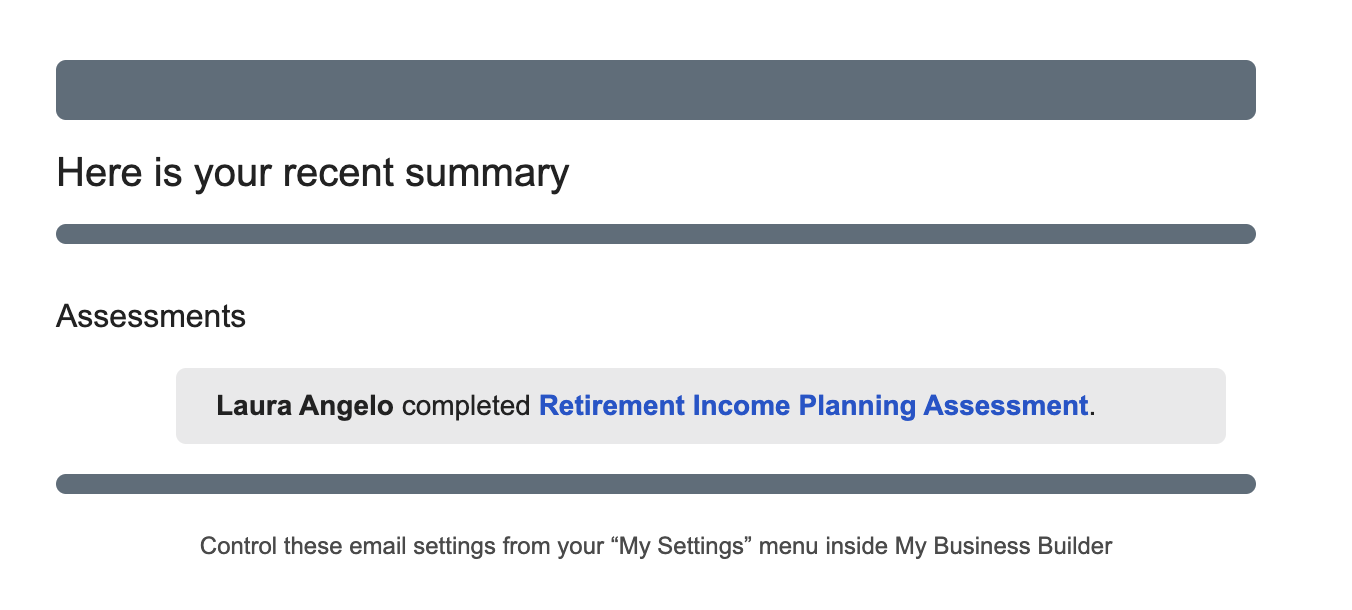 Here is your recent summary
Assessments
Laura Angelo completed Retirement Income Planning Assessment.
Control these email settings from your “My Settings” menu inside My Business Builder